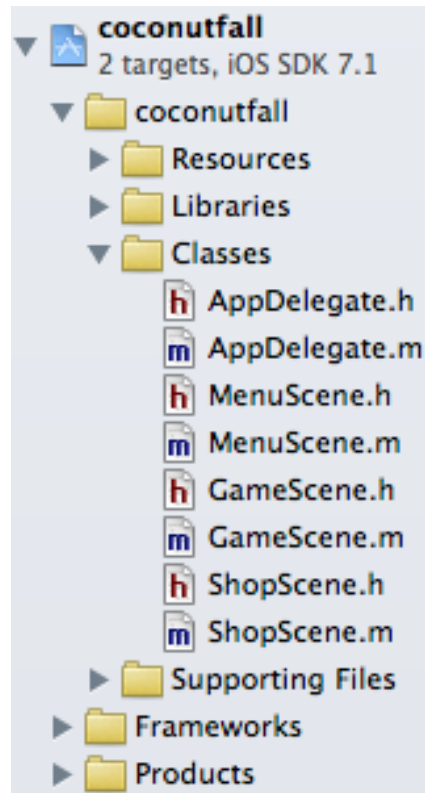 coconutfall
2 targets, iOS SDK 7.1
coconutfall
Resources
Libraries
Classes
h AppDelegate.h
m AppDelegate.m
h MenuScene.h
m MenuScene.m
h GameScene.h
m GameScene.m
h ShopScene.h
m ShopScene.m
Supporting Files
Frameworks
Products